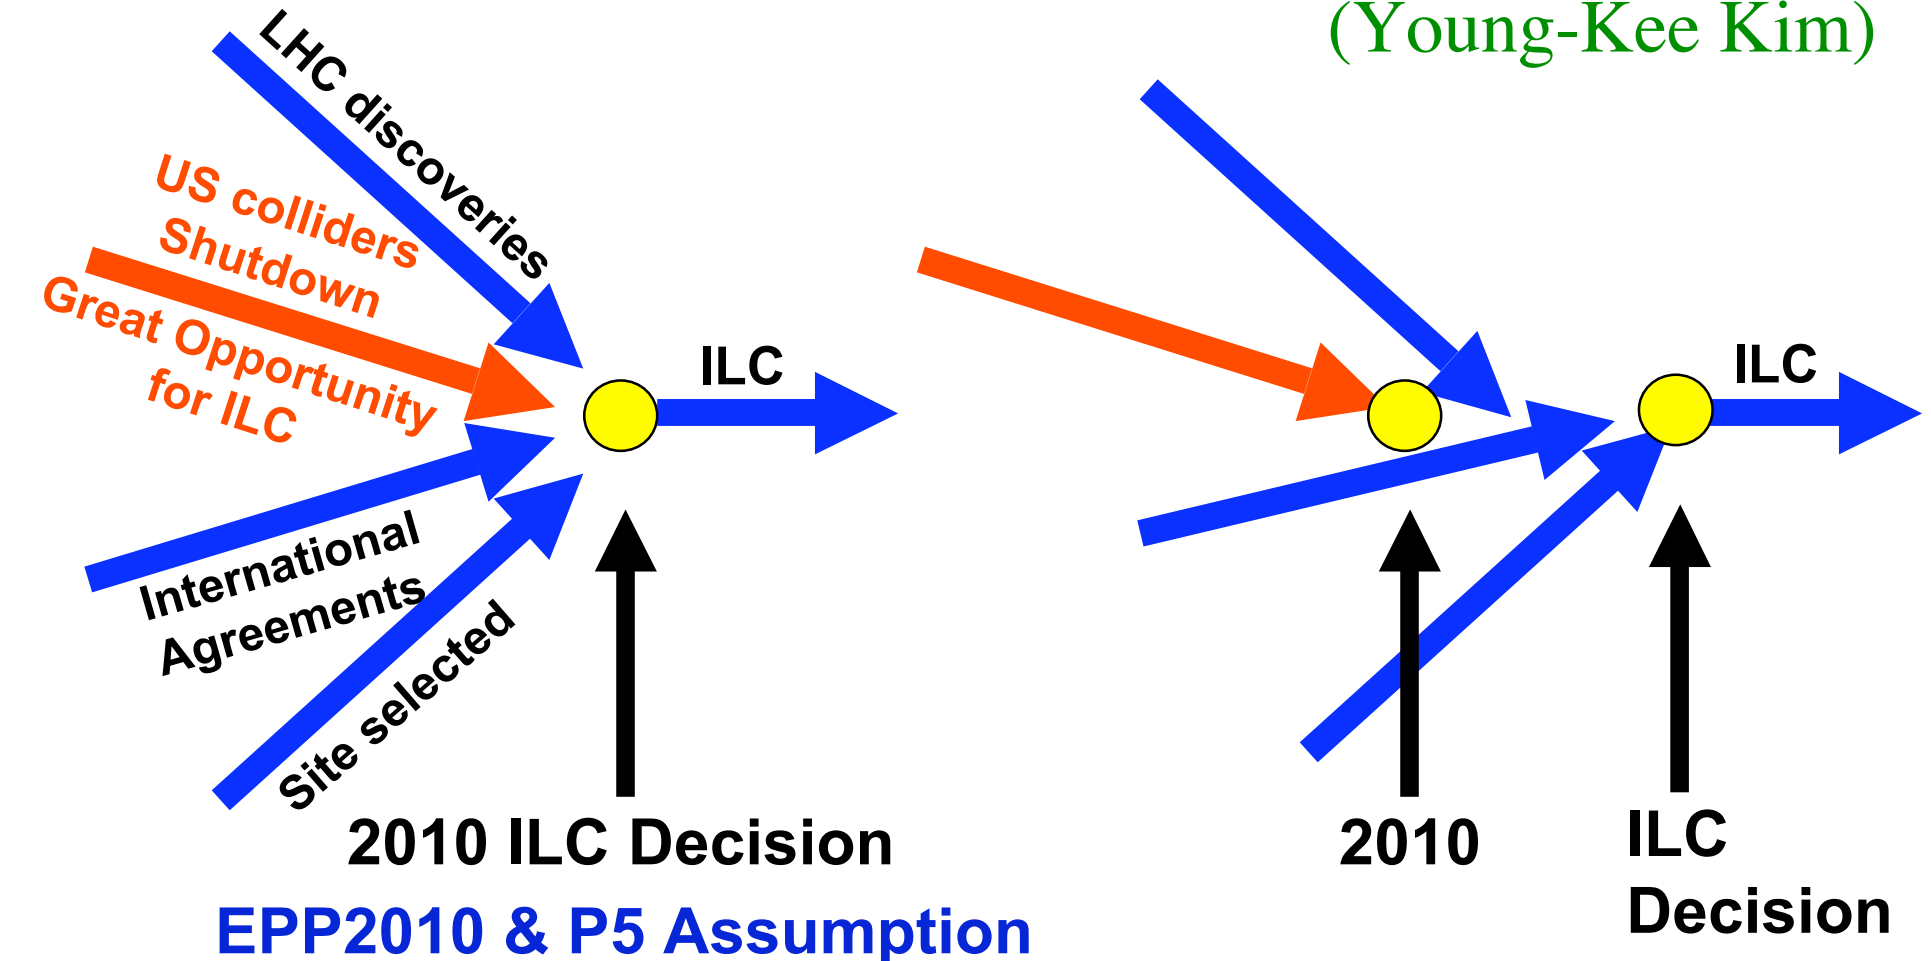 (Young-Kee Kim)
LHC discoveries
US colliders
Shutdown
Great Opportunity
for ILC
International
Agreements
Site selected
ILC
2010 ILC Decision
EPP2010 & P5 Assumption
ILC
2010
ILC
Decision